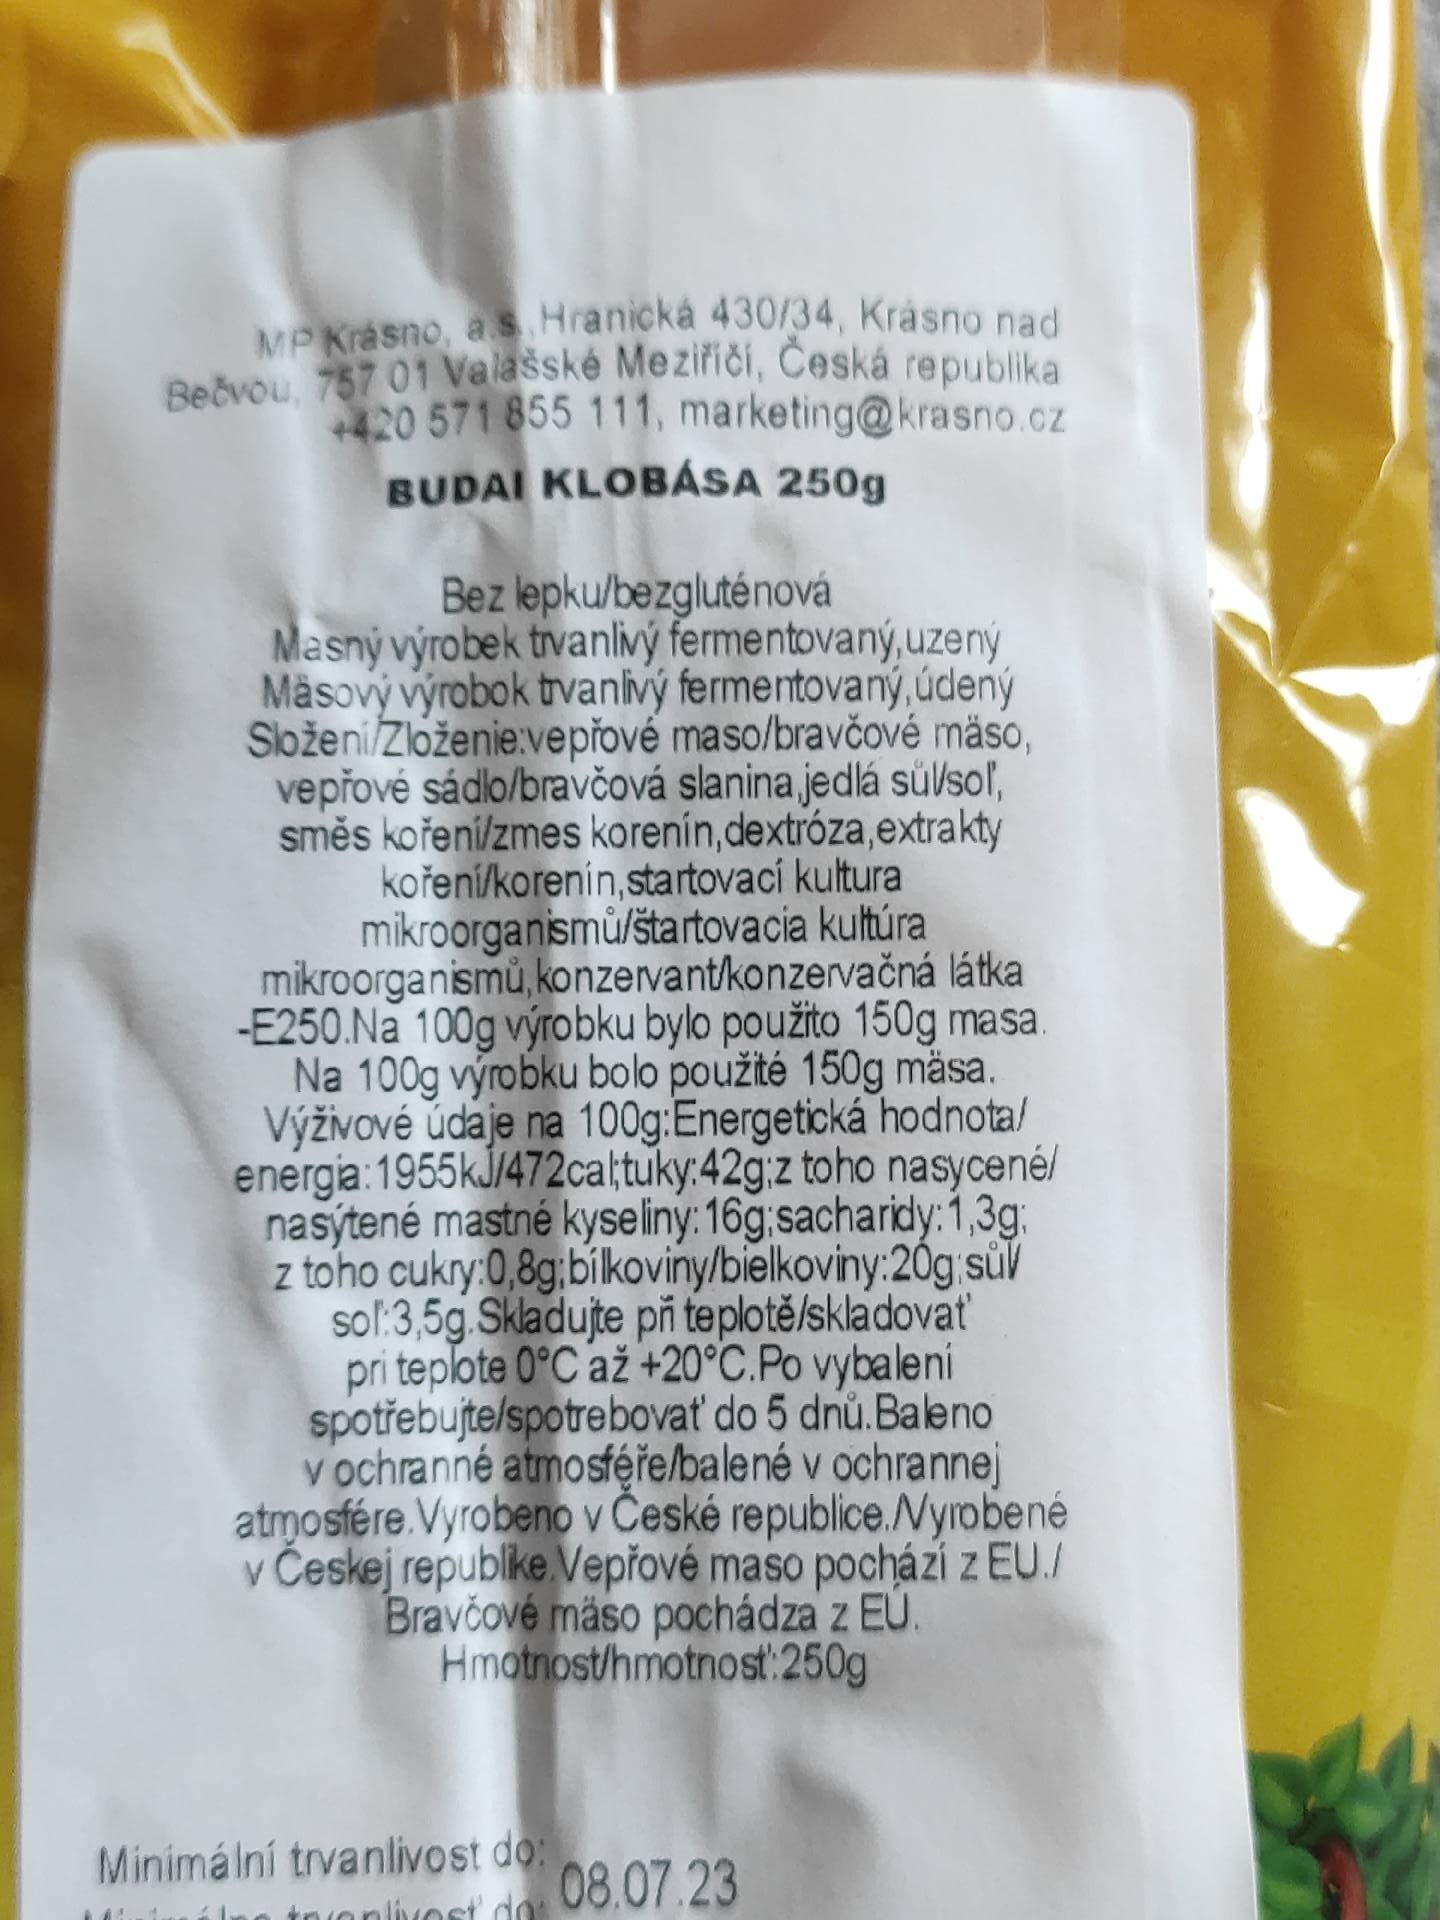 MP Krásno, a.s., Hranická 430/34, Krásno nad
Bečvou, 757 01 Valašské Meziříčí, Česká republika
+420 571 855 111, marketing@krasno.cz
BUDAI KLOBÁSA 250g
Bez lepku/bezgluténová
Masný výrobek trvanlivý fermentovaný,uzený
Mäsový výrobok trvanlivý fermentovaný,údený
Složení/Zloženie:vepřové maso/bravčové mäso,
vepřové sádlo/bravčová slanina,jedlá sůl/soľ,
směs koření/zmes korenín,dextróza,extrakty
koření/korenín,startovací kultura
mikroorganismů/štartovacia kultúra
mikroorganismů,konzervant/konzervačná látka
-E250.Na 100g výrobku bylo použito 150g masa.
Na 100g výrobku bolo použité 150g mäsa.
Výživové údaje na 100g:Energetická hodnota/
energia:1955kJ/472cal;tuky:42g;z toho nasycené/
nasýtené mastné kyseliny:16g;sacharidy:1,3g;
z toho cukry:0,8g;bílkoviny/bielkoviny:20g;sůl/
soľ:3,5g.Skladujte při teplotě/skladovať
pri teplote 0°C až +20°C.Po vybalení
spotřebujte/spotrebovať do 5 dnů.Baleno
v ochranné atmosféře/balené v ochrannej
atmosfére.Vyrobeno v České republice./Vyrobené
v Českej republike.Vepřové maso pochází z EU./
Bravčové mäso pochádza z EÚ.
Hmotnost/hmotnosť:250g
Minimální trvanlivost do:
08.07.23
trvanlivosť do: